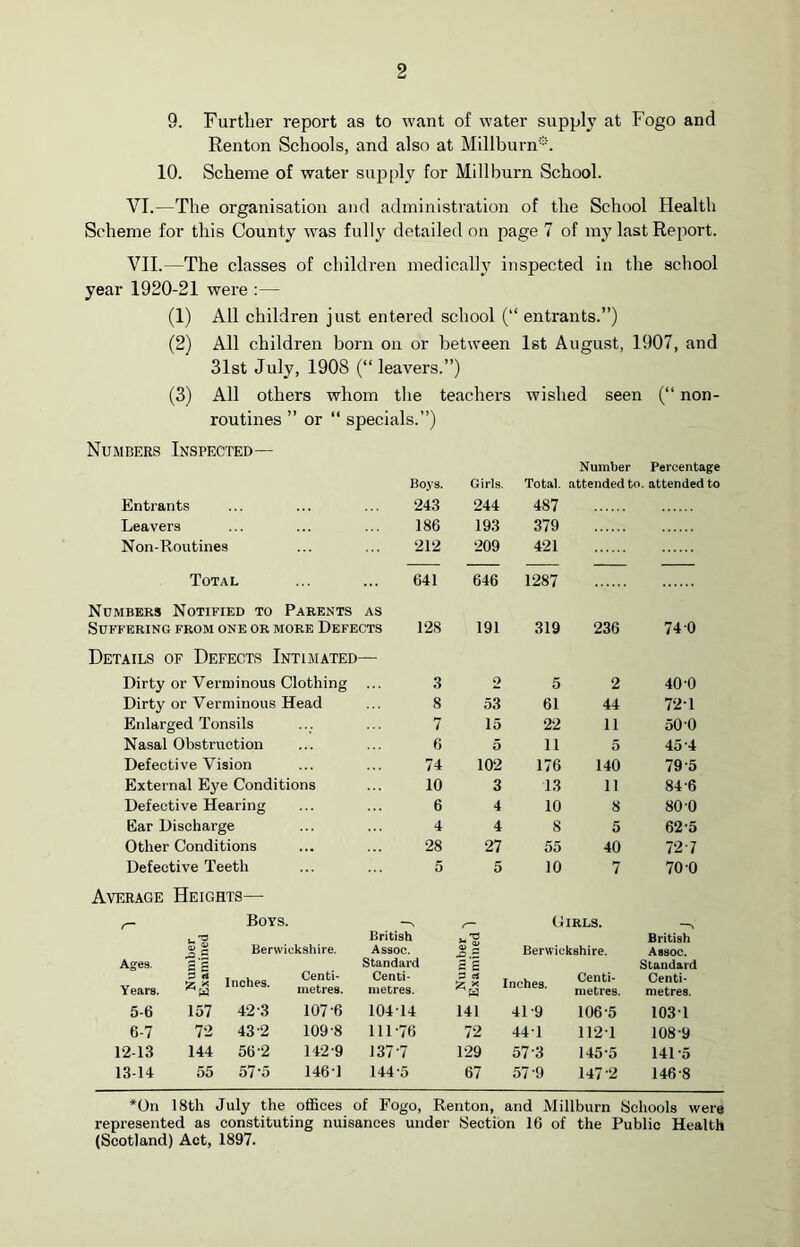 2
9. Further report as to want of water supply at Fogo and
Renton Schools, and also at Millburn*.
10. Scheme of water supply for Millburn School.
VI.—The organisation and administration of the School Health
Scheme for this County was fully detailed on page 7 of my last Report.
VII.—The classes of children medically inspected in the school
year 1920-21 were :—
(1) All children just entered school (“ entrants.”)
(2) All children born on or between 1st August, 1907, and
31st July, 1908 (“ leavers.”)
(3) All others whom the teachers wished seen (“ non-
routines ” or “ specials.”)
Numbers Inspected—
Number Percentage
Boys. Girls. Total. attended to. attended to
Entrants ... ... ... 243 244 487 ...... ......
Leavers ... ... ... 186 193 379 ...... ......
Non-Routines ... ... 212 209 421 ...... ......
Total ... ... 641 646 1287 ...... ......
Numbers Notified to Parents as
Suffering from one or more Defects 128 191 319 236 74·0
Details of Defects Intimated—
Dirty or Verminous Clothing ... 3 2 5 2 40·0
Dirty or Verminous Head ... 8 53 61 44 72·1
Enlarged Tonsils ... ... 7 15 22 11 50·0
Nasal Obstruction ... ... 6 5 11 5 45·4
Defective Vision ... ... 74 102 176 140 79·5
External Eye Conditions ... 10 3 13 11 84·6
Defective Hearing ... ... 6 4 10 8 80·0
Ear Discharge ... ... 4 4 8 5 62·5
Other Conditions ... ... 28 27 55 40 72·7
Defective Teeth ... ... 5 5 10 7 70·0
Average Heights—
Boys. Girls.
Ages. Years. Number Examined Berwickshire. Inches. Centi-metres. British Assoc. Standard Centi-metres. Number Examined Berwickshire. Inches. Centi-metres. British Assoc. Standard Centi-metres.
5-6 157 42·3 107·6 104·14 141 41·9 106·5 103·1
6-7 72 43·2 109·8 111·76 72 44·1 112·1 108·9
12-13 144 56·2 142·9 137·7 129 57·3 145·5 141·5
13-14 55 57·5 146·1 144·5 67 57·9 147·2 146·8
*On 18th July the offices of Fogo, Renton, and Millburn Schools were
represented as constituting nuisances under Section 16 of the Public Health
(Scotland) Act, 1897.